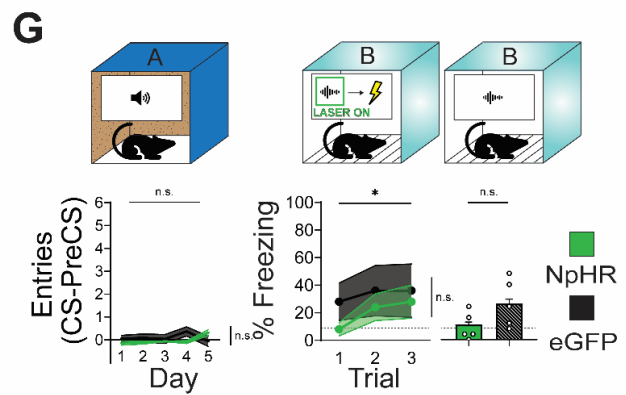 G
A
B
B
LASER ON
n.s.
*
n.s.
Entries
(CS-PreCS)
6
5
4
3
2
1
0
1 2 3 4 5
Day
n.s.
% Freezing
100
80
60
40
20
0
1 2 3
Trial
n.s.
NpHR
eGFP